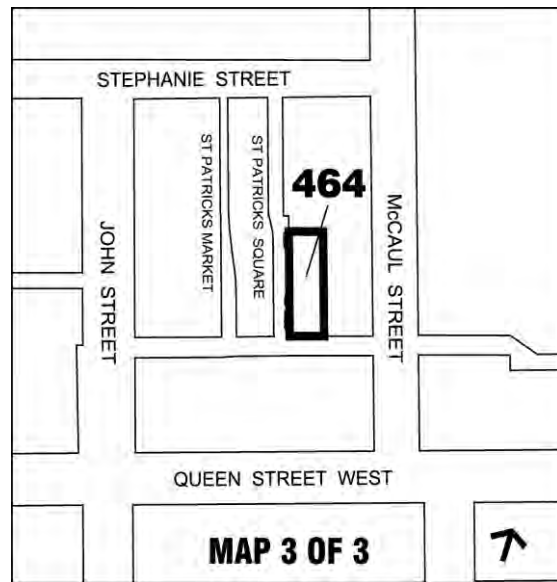 STEPHANIE STREET
ST PATRICKS MARKET
ST PATRICKS SQUARE
464
McCAUL STREET
JOHN STREET
QUEEN STREET WEST
MAP 3 OF 3